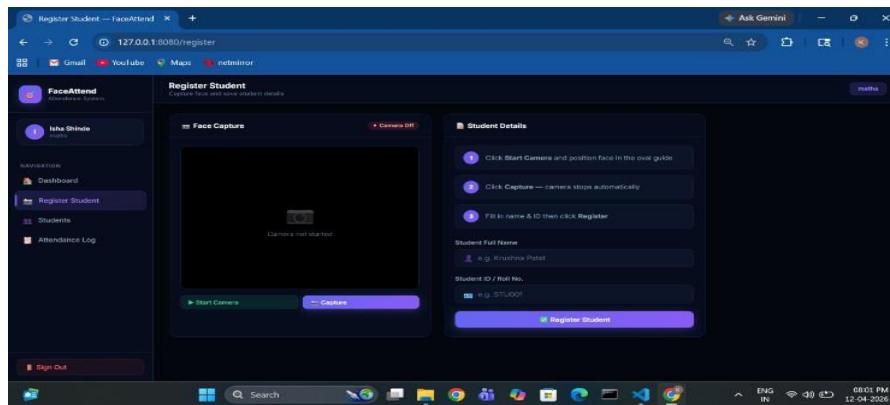 Register Student — FaceAttend
Ask Gemini
127.0.0.1:8080/register
Gmail
YouTube
Maps
netmirror
FaceAttend
Attendance System
Register Student
Capture face and save student details
maths
I
Isha Shinde
maths
NAVIGATION
Dashboard
Register Student
Students
Attendance Log
Sign Out
Face Capture
Camera Off
Camera not started
Start Camera
Capture
Student Details
1 Click Start Camera and position face in the oval guide
2 Click Capture — camera stops automatically
3 Fill in name & ID then click Register
Student Full Name
e.g. Krushna Patel
Student ID / Roll No.
e.g. STU001
Register Student
Search
ENG
IN
08:01 PM
12-04-2026